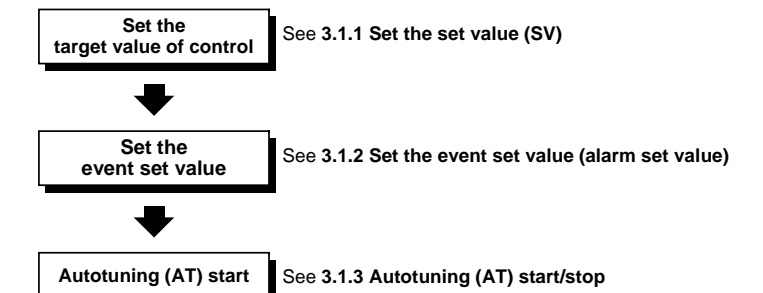 Set the
target value of control
See 3.1.1 Set the set value (SV)
Set the
event set value
See 3.1.2 Set the event set value (alarm set value)
Autotuning (AT) start
See 3.1.3 Autotuning (AT) start/stop